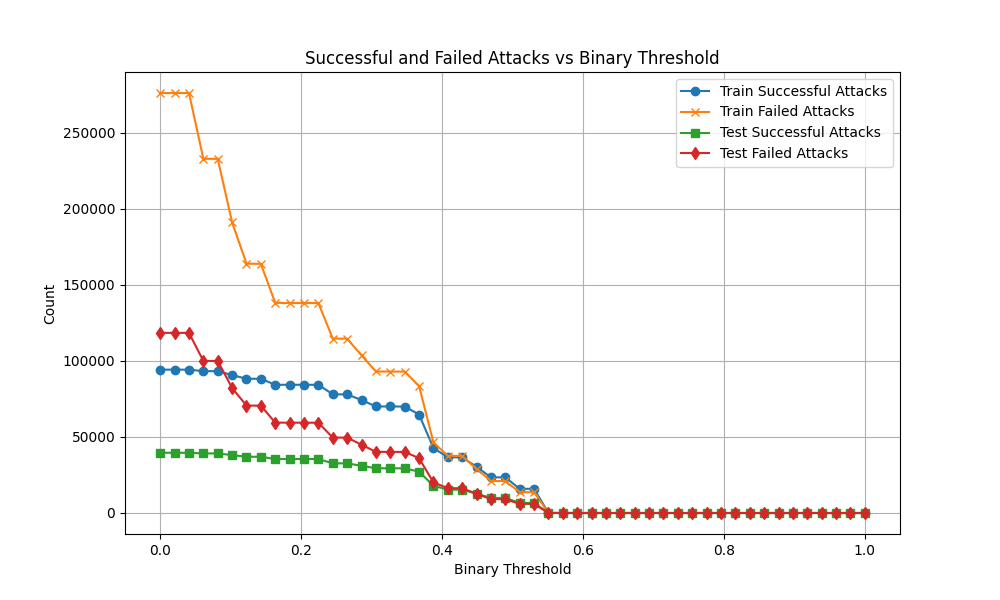 Successful and Failed Attacks vs Binary Threshold
Train Successful Attacks
Train Failed Attacks
Test Successful Attacks
Test Failed Attacks
250000
200000
150000
100000
50000
0
Count
0.0 0.2 0.4 0.6 0.8 1.0
Binary Threshold